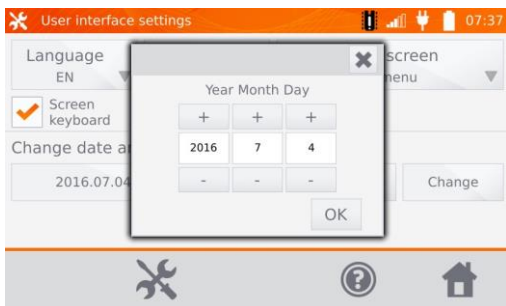 User interface settings
07:37
Language
EN
screen
enu
Screen
keyboard
Year Month Day
+ + +
2016 7 4
- - -
OK
Change date a
2016.07.04
Change